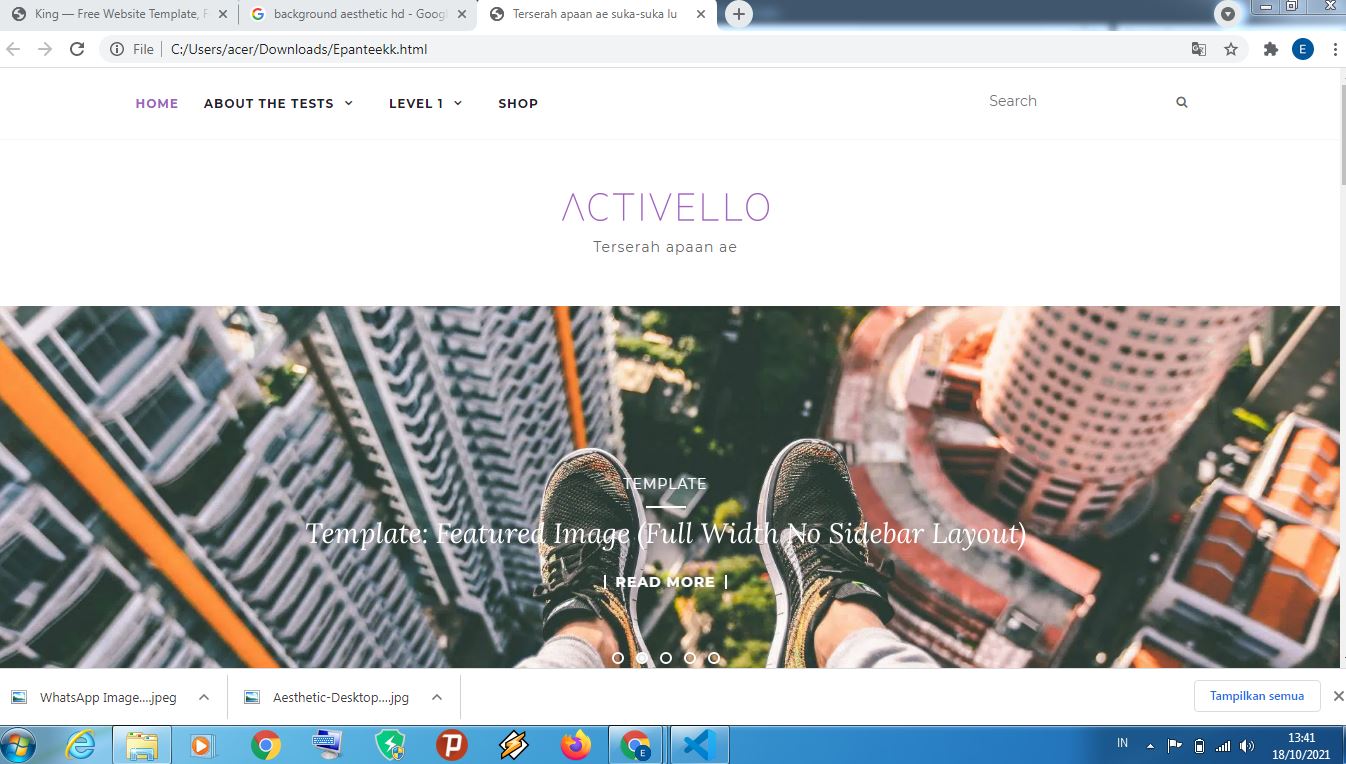 King — Free Website Template, F
background aesthetic hd - Googl
Terserah apaan ae suka-suka lu
File
C:/Users/acer/Downloads/Epanteekk.html
E
HOME
ABOUT THE TESTS
LEVEL 1
SHOP
Search
ACTIVELLO
Terserah apaan ae
TEMPLATE
Template: Featured Image (Full Width No Sidebar Layout)
| READ MORE |
WhatsApp Image....jpeg
Aesthetic-Desktop....jpg
Tampilkan semua
E
IN
13:41
18/10/2021